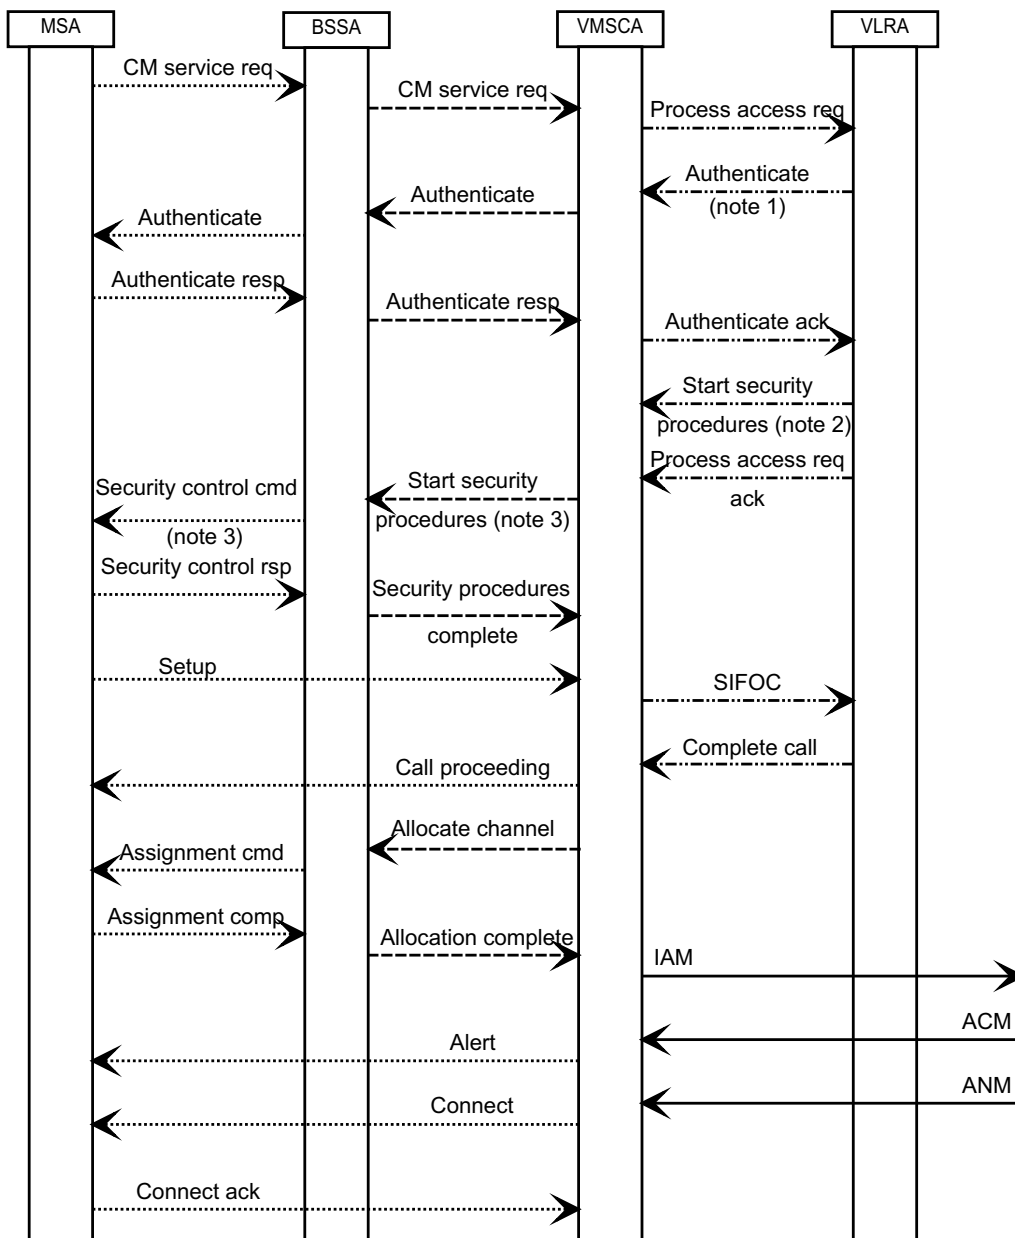 MSA
BSSA
VMSCA
VLRA
CM service req
CM service req
Process access req
Authenticate
(note 1)
Authenticate
Authenticate
Authenticate resp
Authenticate resp
Authenticate ack
Start security
procedures (note 2)
Process access req
ack
Start security
procedures (note 3)
Security control cmd
(note 3)
Security control rsp
Security procedures
complete
Setup
SIFOC
Complete call
Call proceeding
Allocate channel
Assignment cmd
Assignment comp
Allocation complete
IAM
ACM
Alert
ANM
Connect
Connect ack